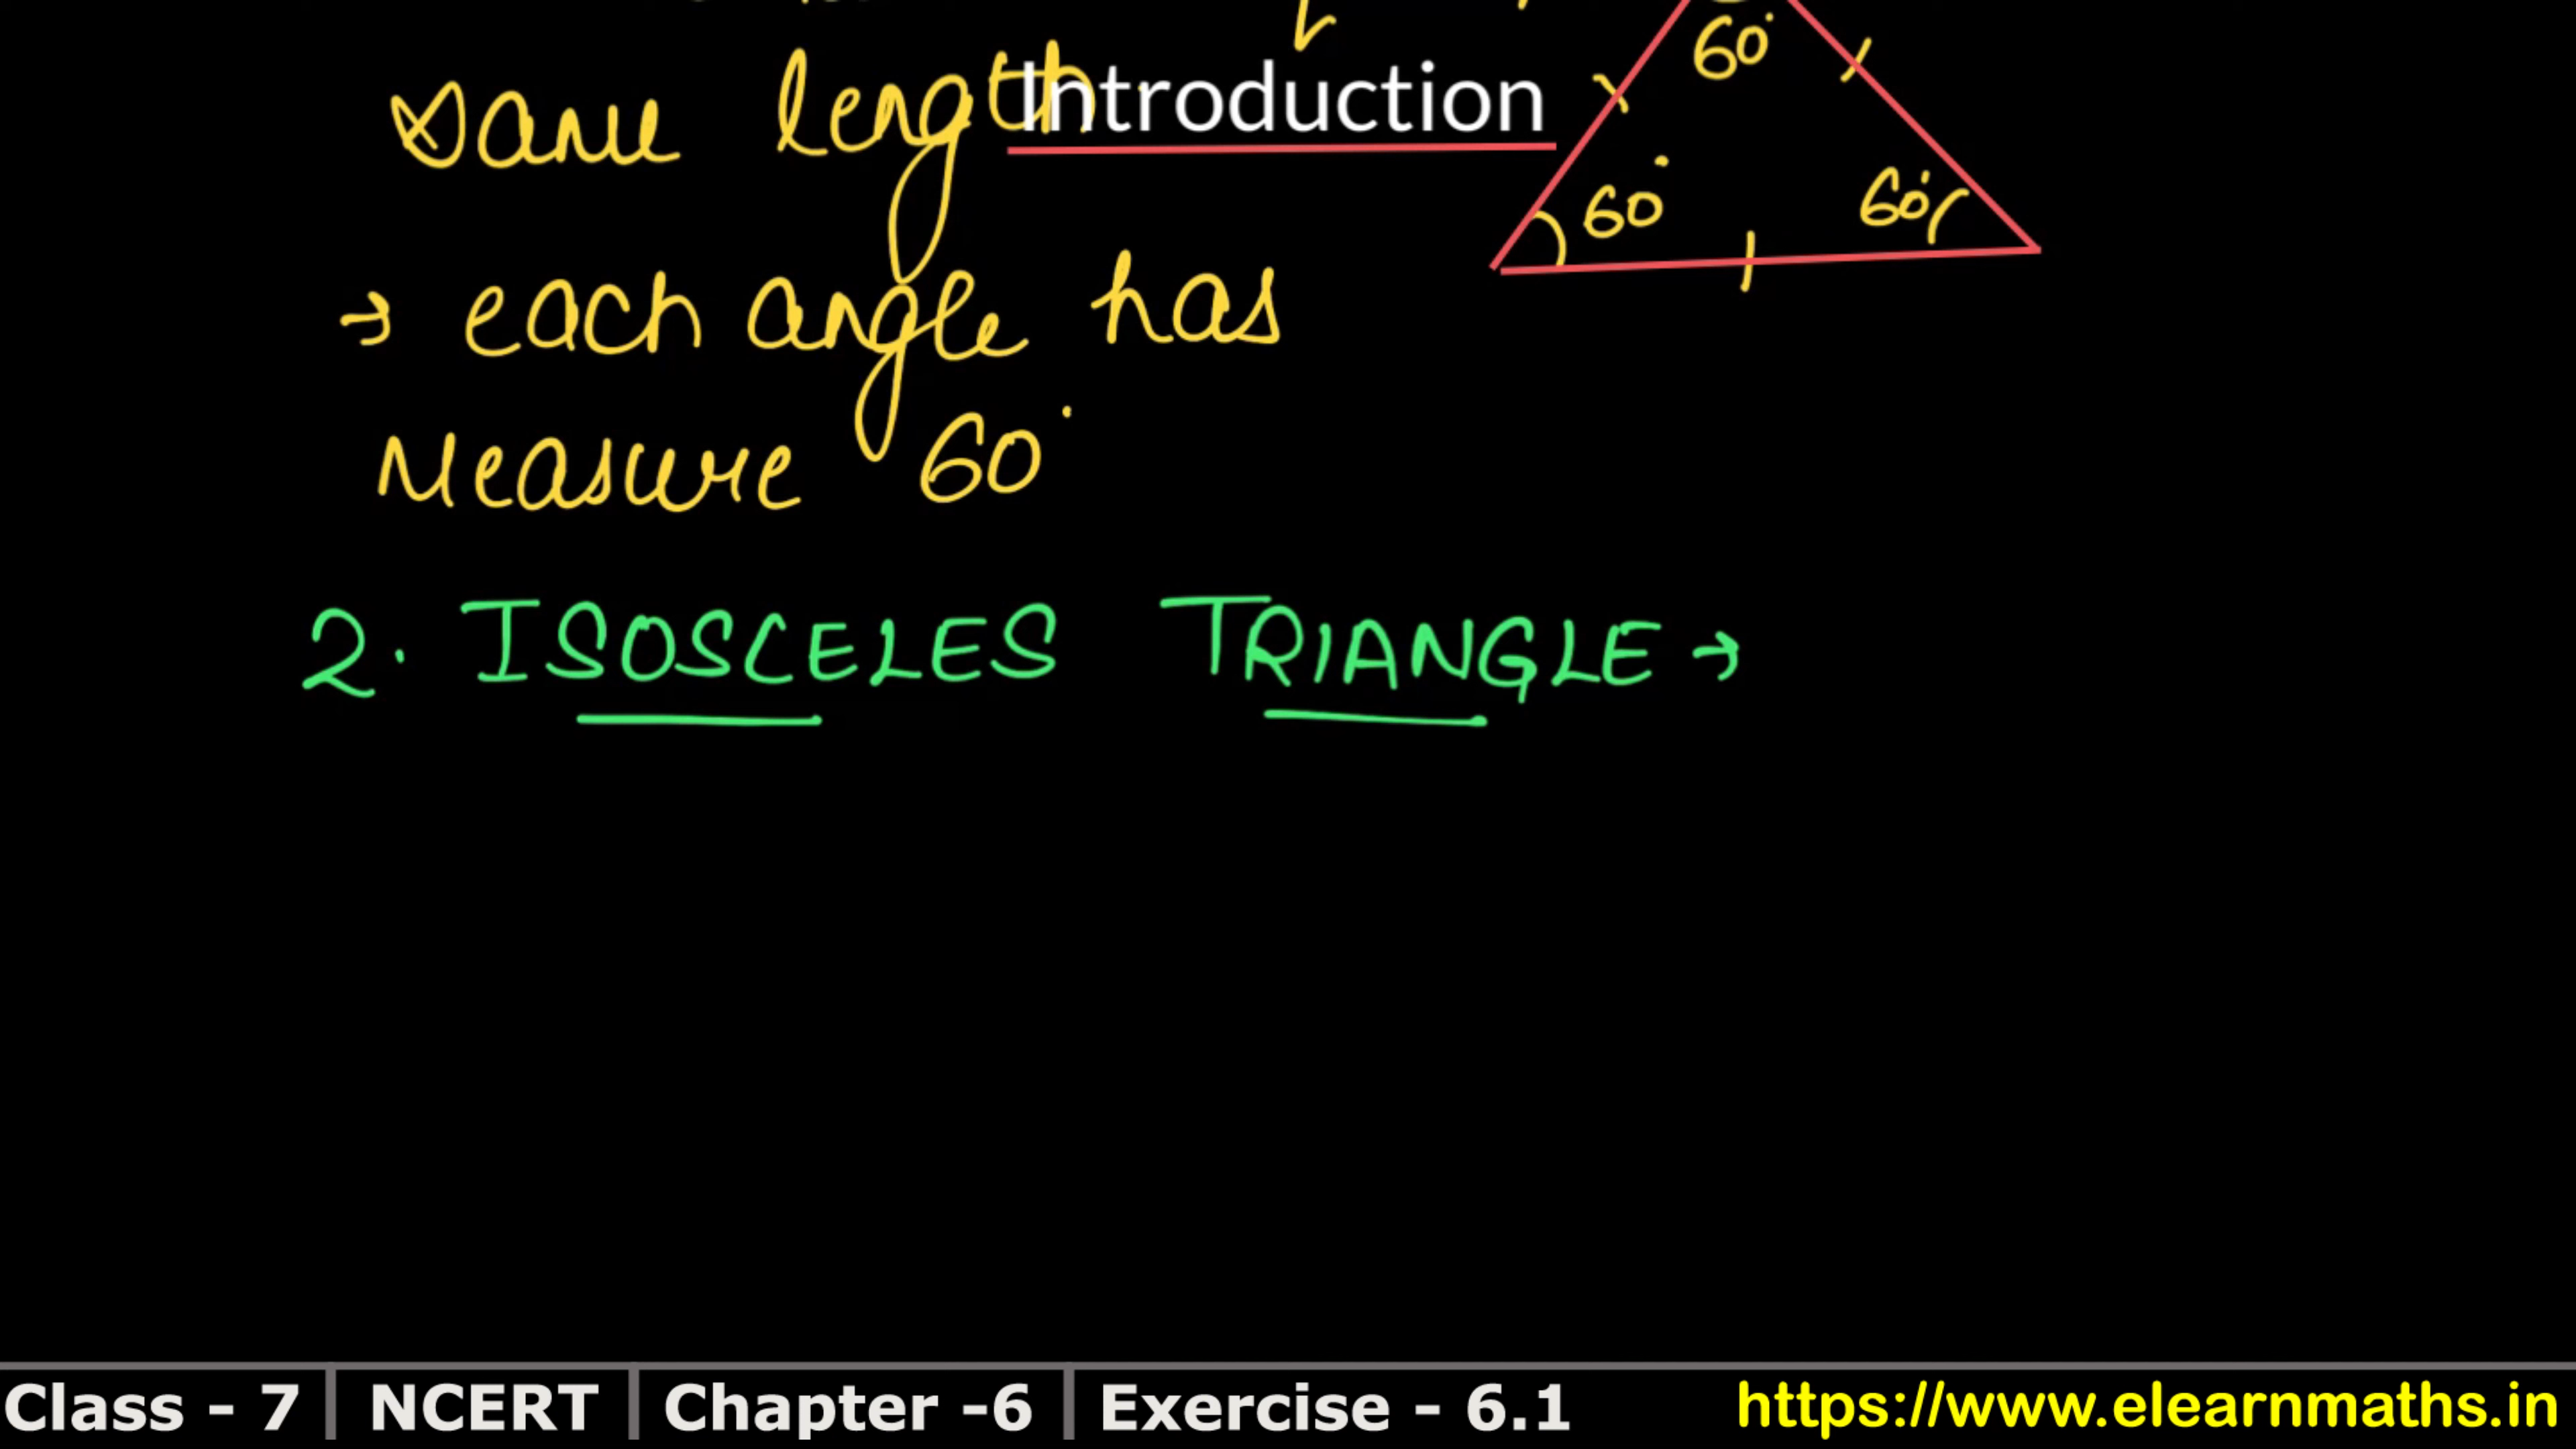 60°
Same length.
Introduction
60° 60°
→ each angle has
Measure 60°
2. ISOSCELES TRIANGLE →
Class - 7 | NCERT | Chapter -6 | Exercise - 6.1 https://www.elearnmaths.in